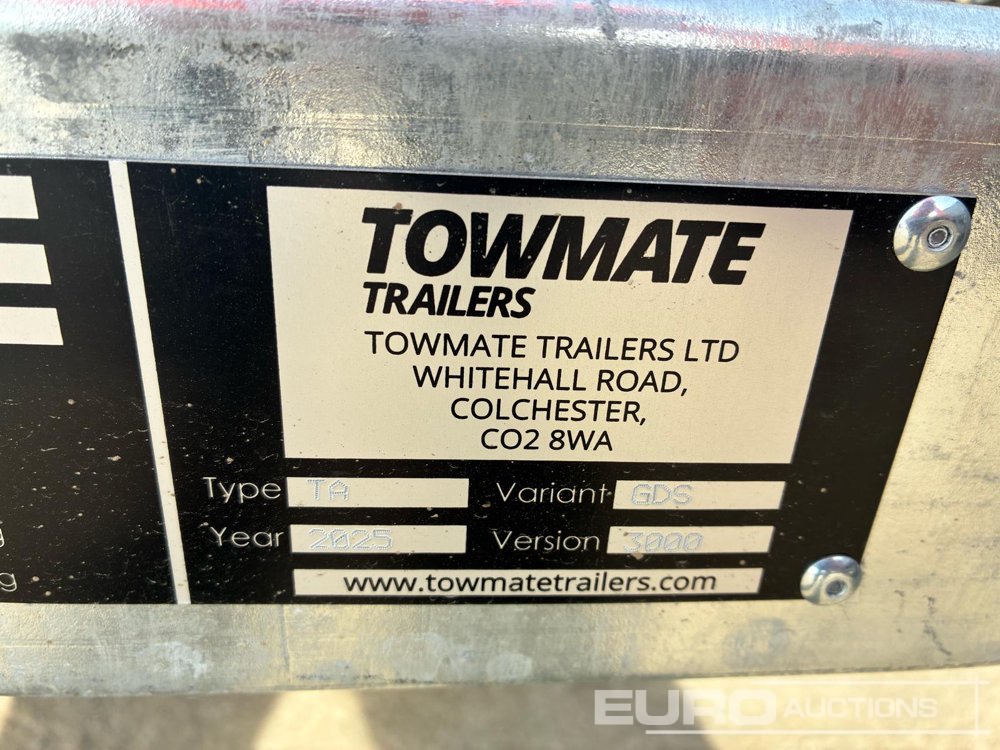 TOWMATE
TRAILERS
TOWMATE TRAILERS LTD
WHITEHALL ROAD,
COLCHESTER,
CO2 8WA
Type TA Variant GDS
Year 2025 Version 3000
www.towmatetrailers.com
g
g
EURO AUCTIONS